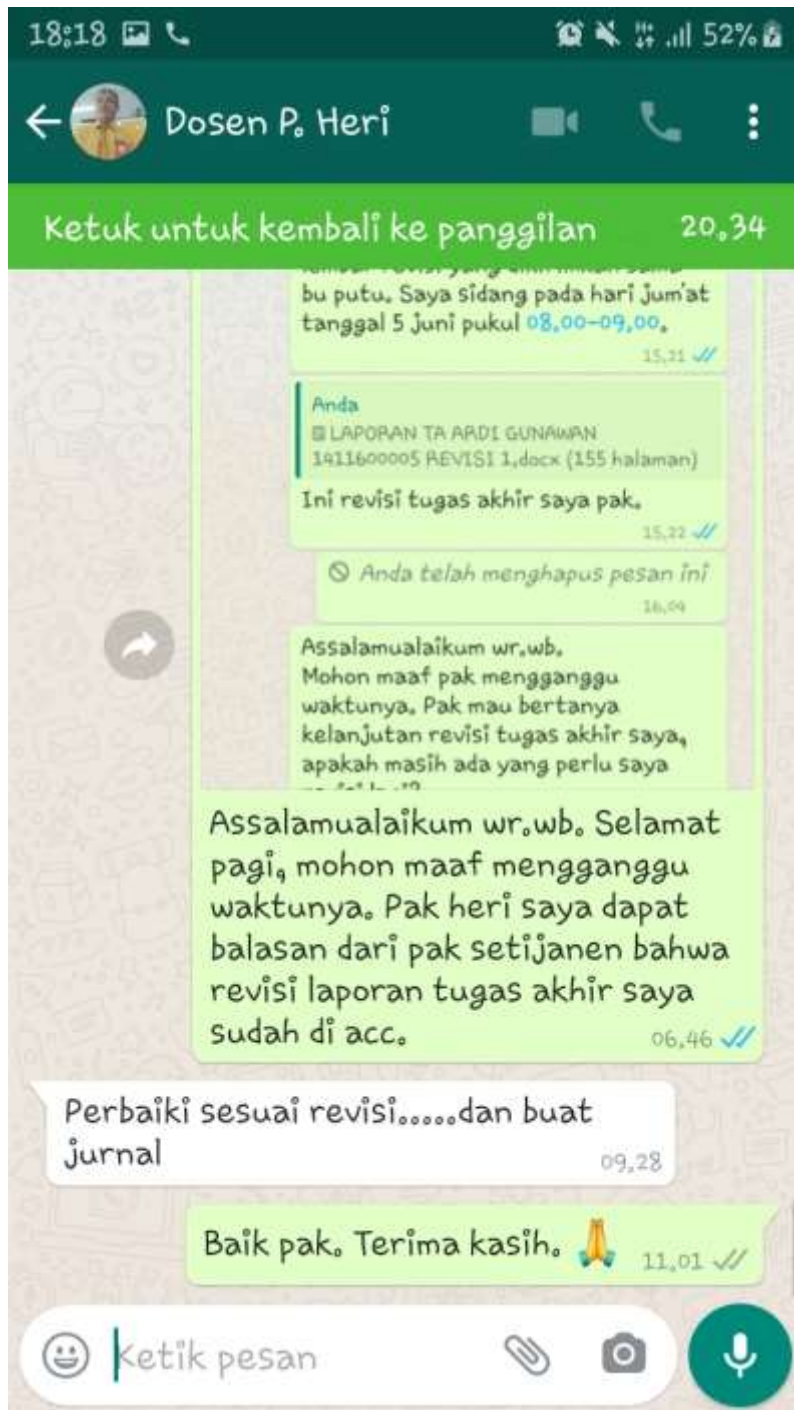 18:18 52%
Dosen P. Heri
Ketuk untuk kembali ke panggilan 20.34
bu putu. Saya sidang pada hari jum'at
tanggal 5 juni pukul 08.00-09.00.
15.21
Anda
LAPORAN TA ARDI GUNAWAN
1411600005 REVISI 1.docx (155 halaman)
Ini revisi tugas akhir saya pak.
15.22
Anda telah menghapus pesan ini
16.04
Assalamualaikum wr.wb.
Mohon maaf pak mengganggu
waktunya. Pak mau bertanya
kelanjutan revisi tugas akhir saya,
apakah masih ada yang perlu saya
Assalamualaikum wr.wb. Selamat
pagi, mohon maaf mengganggu
waktunya. Pak heri saya dapat
balasan dari pak setijanen bahwa
revisi laporan tugas akhir saya
sudah di acc. 06.46
Perbaiki sesuai revisi.....dan buat
jurnal 09.28
Baik pak. Terima kasih. 🙏 11.01
Ketik pesan